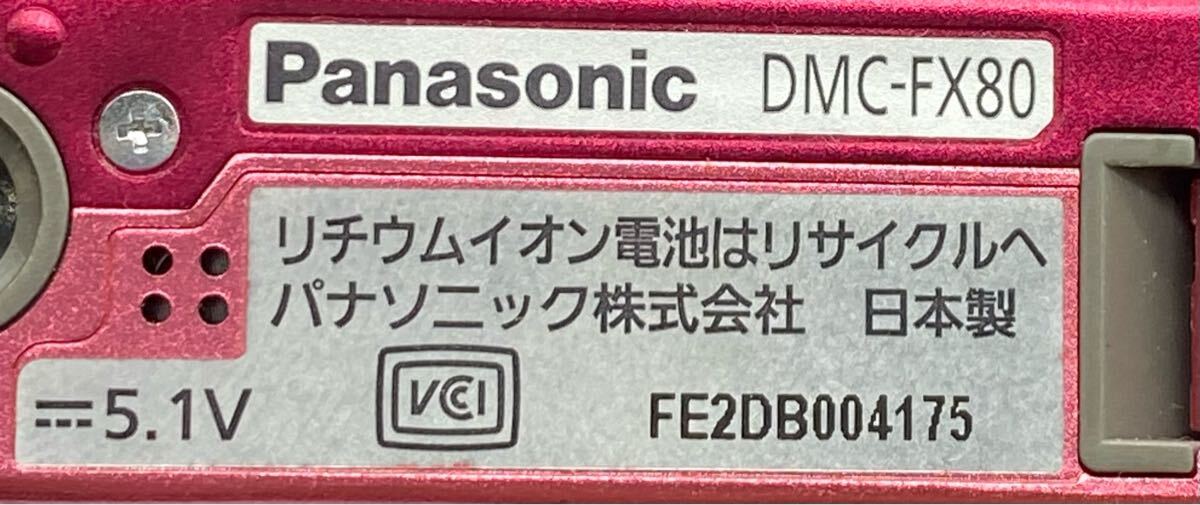 Panasonic DMC-FX80
リチウムイオン電池はリサイクルへ
パナソニック株式会社 日本製
⎓5.1V VCCI FE2DB004175